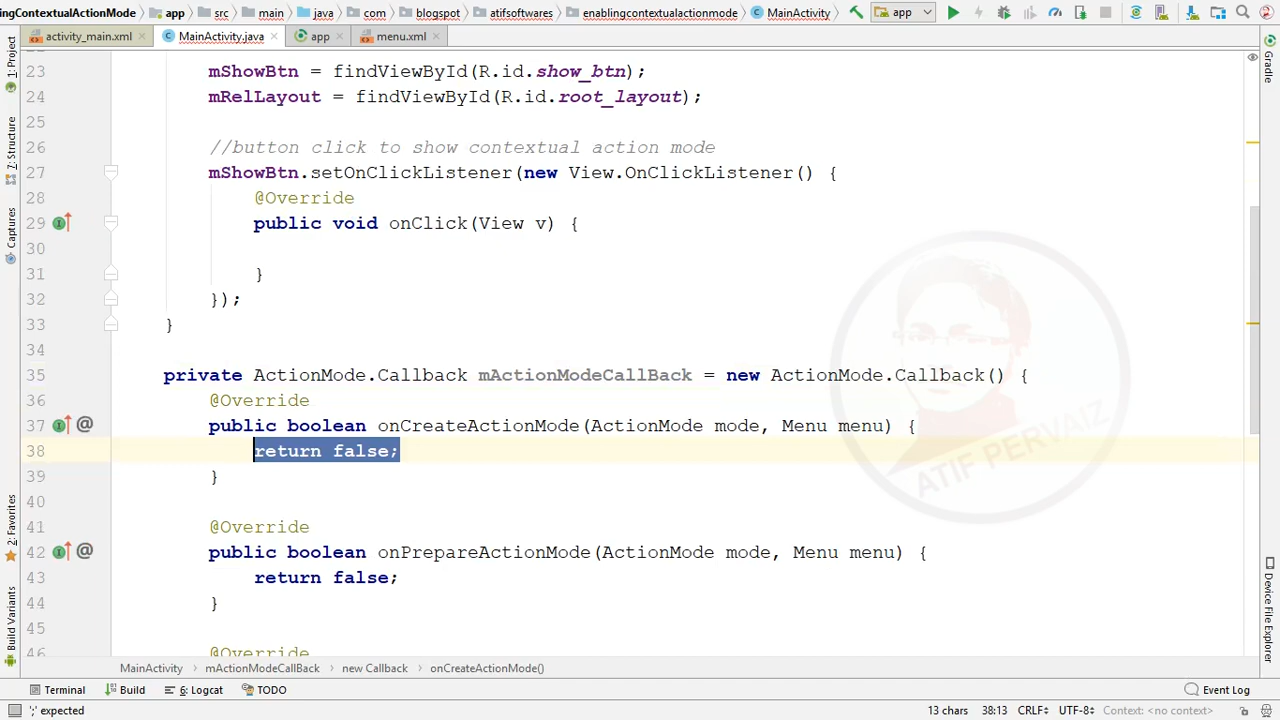 ngContextualActionMode app src main java com blogspot atifsoftwares enablingcontextualactionmode MainActivity app
activity_main.xml MainActivity.java app menu.xml
1: Project
7: Structure
Captures
2: Favorites
Build Variants
Gradle
Device File Explorer
23 mShowBtn = findViewById(R.id.show_btn);
24 mRelLayout = findViewById(R.id.root_layout);
25
26 //button click to show contextual action mode
27 mShowBtn.setOnClickListener(new View.OnClickListener() {
28 @Override
29 public void onClick(View v) {
30
31 }
32 });
33 }
34
35 private ActionMode.Callback mActionModeCallBack = new ActionMode.Callback() {
36 @Override
37 public boolean onCreateActionMode(ActionMode mode, Menu menu) {
38 return false;
39 }
40
41 @Override
42 public boolean onPrepareActionMode(ActionMode mode, Menu menu) {
43 return false;
44 }
45
46 @Override
ATIF PERVAIZ
MainActivity mActionModeCallBack new Callback onCreateActionMode()
Terminal Build 6: Logcat TODO Event Log
';' expected 13 chars 38:13 CRLF UTF-8 Context: <no context>